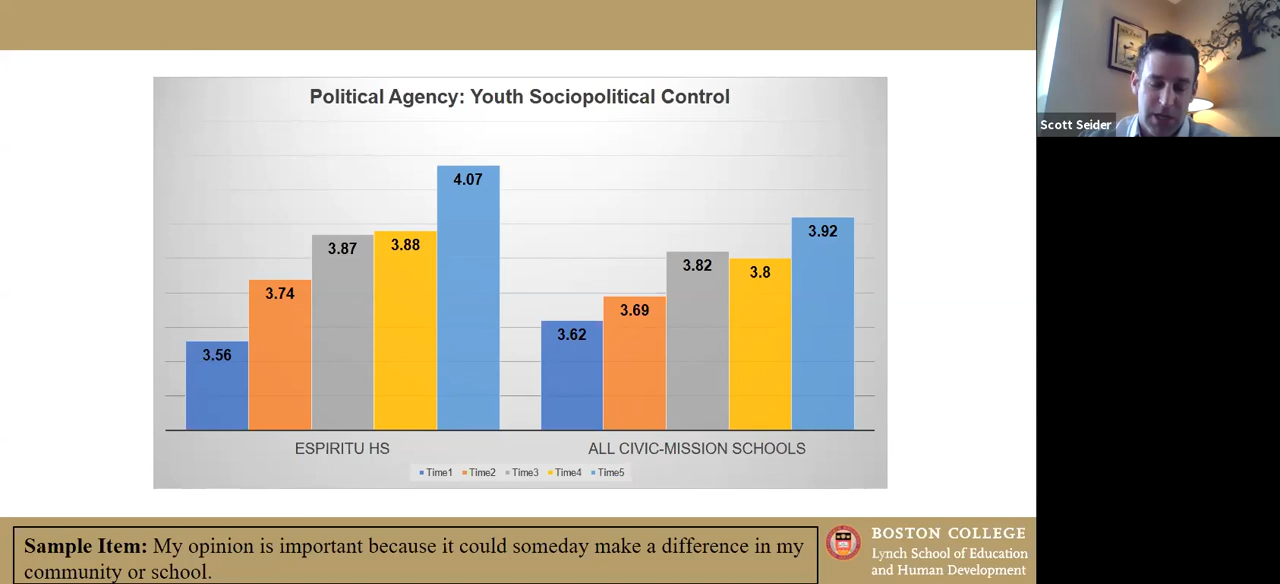 Political Agency: Youth Sociopolitical Control
4.07
3.92
3.87
3.88
3.82
3.8
3.74
3.69
3.62
3.56
ESPIRITU HS
ALL CIVIC-MISSION SCHOOLS
Time1 Time2 Time3 Time4 Time5
Sample Item: My opinion is important because it could someday make a difference in my
community or school.
BOSTON COLLEGE
Lynch School of Education
and Human Development
Scott Seider